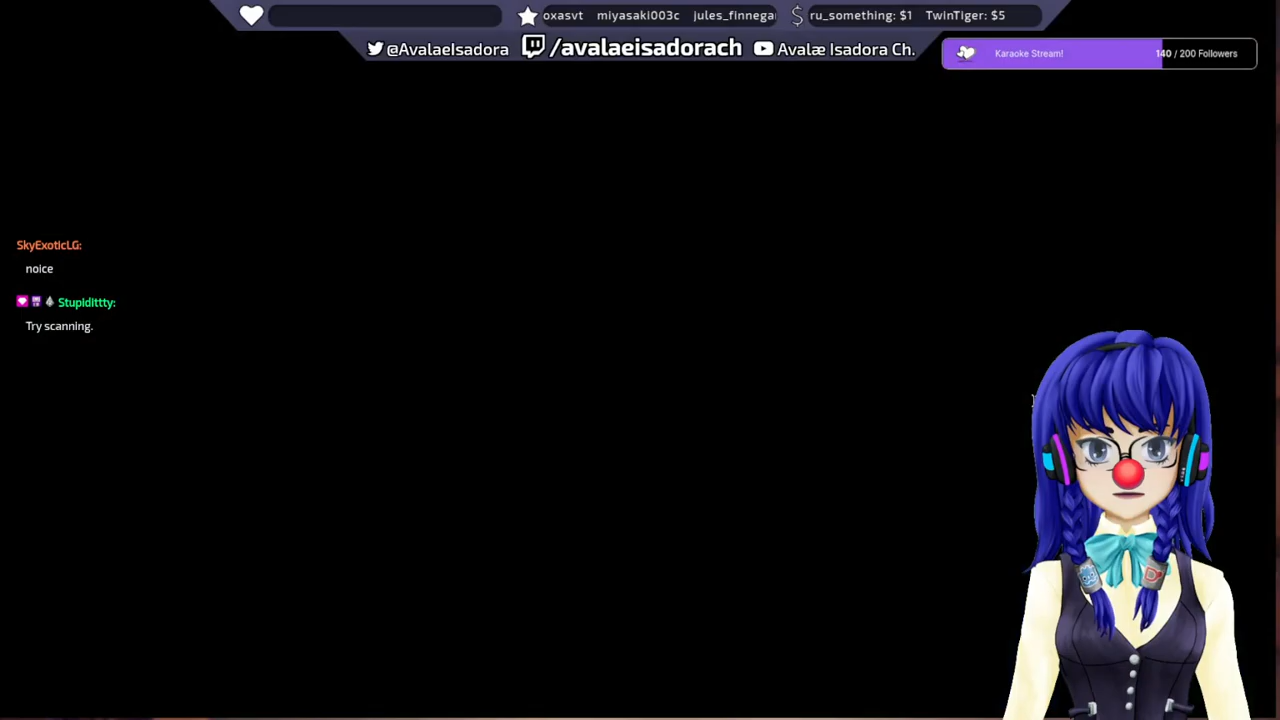 oxasvt miyasaki003c jules_finnega
ru_something: $1 TwinTiger: $5
@AvalaeIsadora /avalaeisadorach Avalæ Isadora Ch.
Karaoke Stream! 140 / 200 Followers
SkyExoticLG:
noice
Stupidittty:
Try scanning.